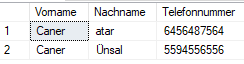 Vorname Nachname Telefonnummer
1 Caner atar 6456487564
2 Caner Ünsal 5594556556